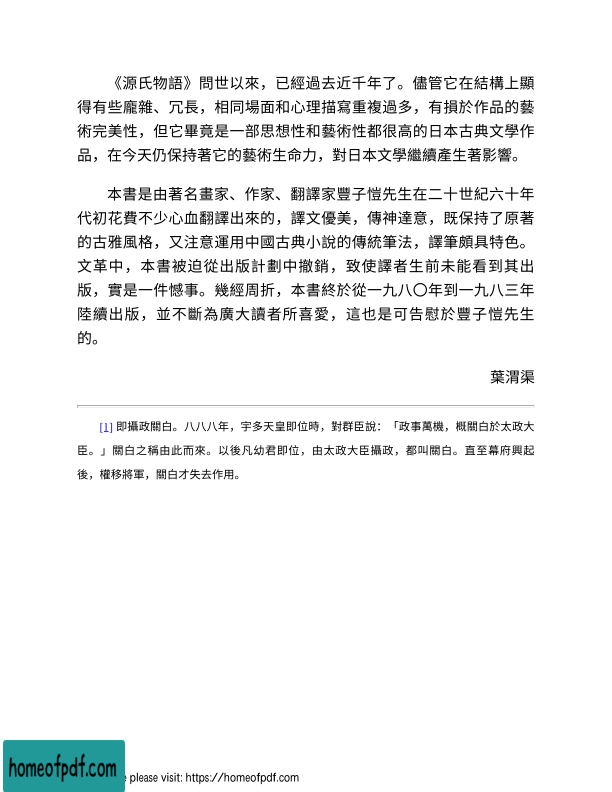 《源氏物語》問世以來，已經過去近千年了。儘管它在結構上顯
得有些龐雜、冗長，相同場面和心理描寫重複過多，有損於作品的藝
術完美性，但它畢竟是一部思想性和藝術性都很高的日本古典文學作
品，在今天仍保持著它的藝術生命力，對日本文學繼續產生著影響。
本書是由著名畫家、作家、翻譯家豐子愷先生在二十世紀六十年
代初花費不少心血翻譯出來的，譯文優美，傳神達意，既保持了原著
的古雅風格，又注意運用中國古典小說的傳統筆法，譯筆頗具特色。
文革中，本書被迫從出版計劃中撤銷，致使譯者生前未能看到其出
版，實是一件憾事。幾經周折，本書終於從一九八〇年到一九八三年
陸續出版，並不斷為廣大讀者所喜愛，這也是可告慰於豐子愷先生
的。
葉渭渠
[1] 即攝政關白。八八八年，宇多天皇即位時，對群臣說：「政事萬機，概關白於太政大
臣。」關白之稱由此而來。以後凡幼君即位，由太政大臣攝政，都叫關白。直至幕府興起
後，權移將軍，關白才失去作用。
homeofpdf.com
e please visit: https://homeofpdf.com